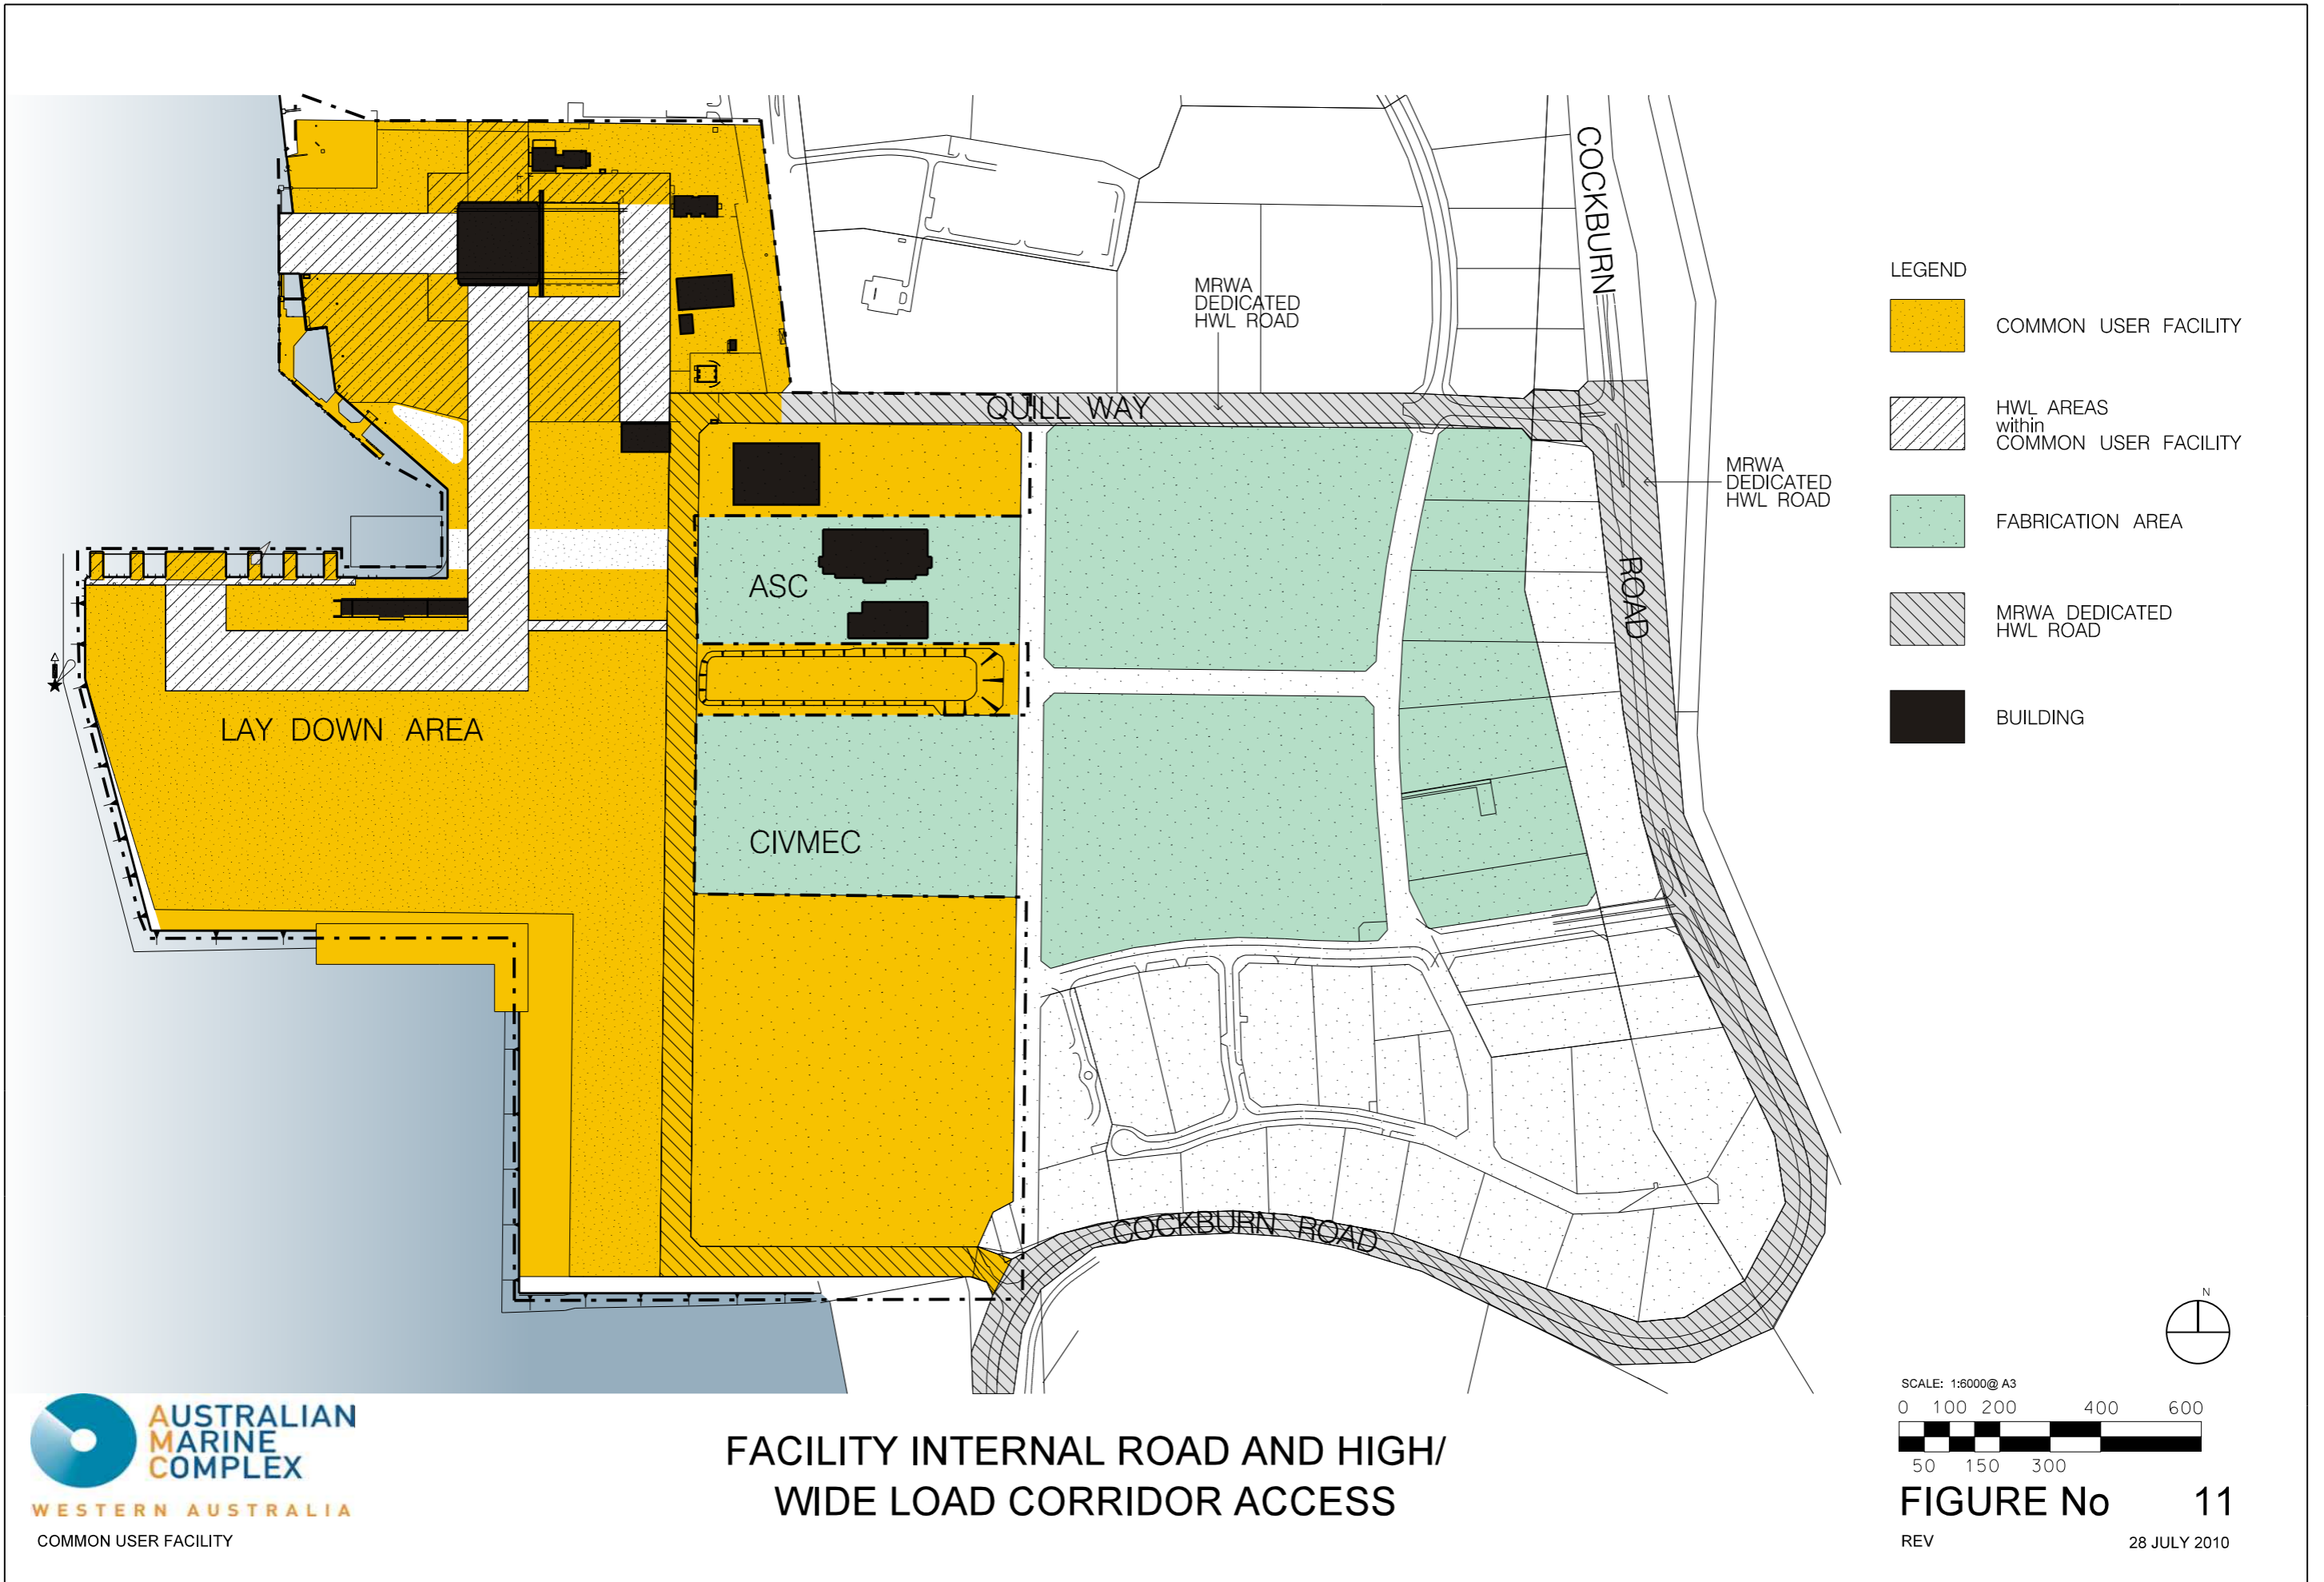 COCKBURN
ROAD
MRWA
DEDICATED
HWL ROAD
QUILL WAY
MRWA
DEDICATED
HWL ROAD
ASC
LAY DOWN AREA
CIVMEC
COCKBURN ROAD
LEGEND
COMMON USER FACILITY
HWL AREAS
within
COMMON USER FACILITY
FABRICATION AREA
MRWA DEDICATED
HWL ROAD
BUILDING
N
SCALE: 1:6000@ A3
0 100 200 400 600
50 150 300
FIGURE No 11
REV 28 JULY 2010
FACILITY INTERNAL ROAD AND HIGH/
WIDE LOAD CORRIDOR ACCESS
AUSTRALIAN
MARINE
COMPLEX
WESTERN AUSTRALIA
COMMON USER FACILITY